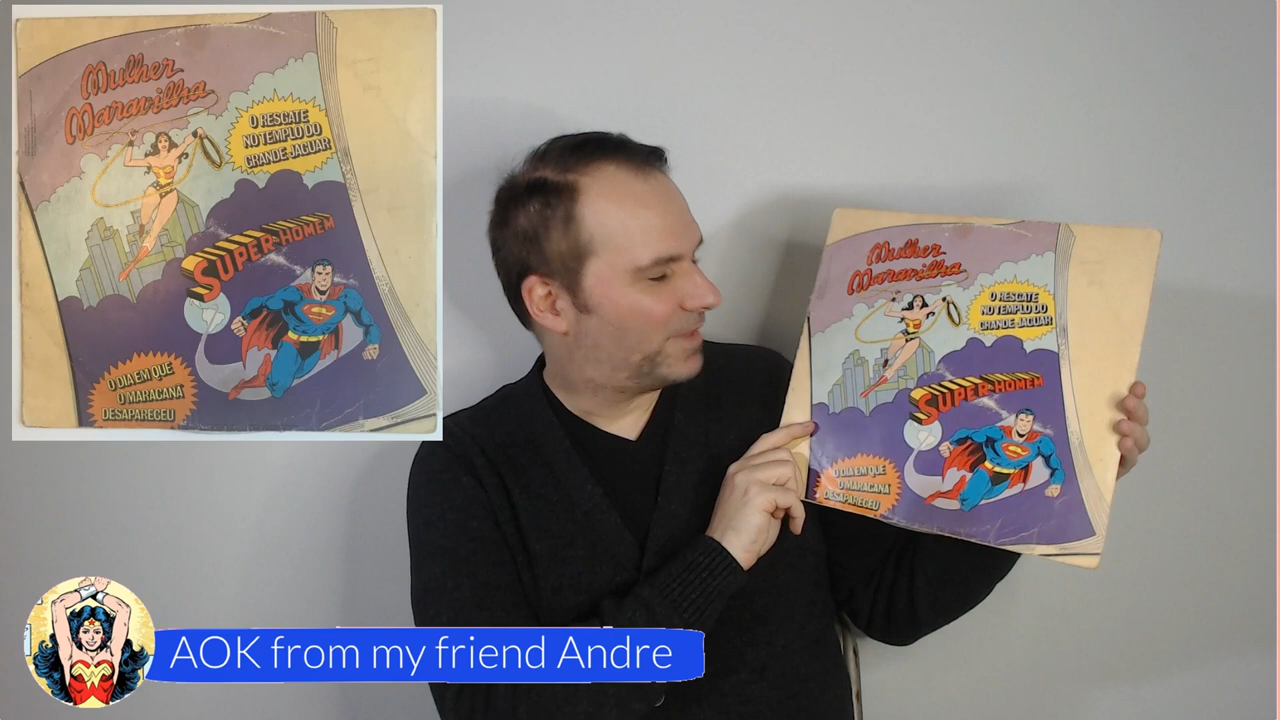 Mulher
Maravilha
O RESGATE
NO TEMPLO DO
GRANDE JAGUAR
SUPER-HOMEM
O DIA EM QUE
O MARACANÃ
DESAPARECEU
Mulher
Maravilha
O RESGATE
NO TEMPLO DO
GRANDE JAGUAR
SUPER-HOMEM
O DIA EM QUE
O MARACANÃ
DESAPARECEU
AOK from my friend Andre